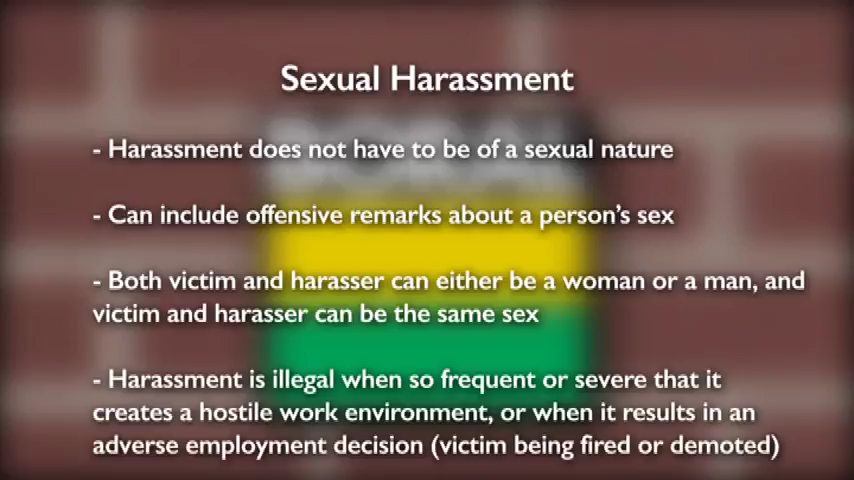 Sexual Harassment
- Harassment does not have to be of a sexual nature
- Can include offensive remarks about a person's sex
- Both victim and harasser can either be a woman or a man, and
victim and harasser can be the same sex
- Harassment is illegal when so frequent or severe that it
creates a hostile work environment, or when it results in an
adverse employment decision (victim being fired or demoted)